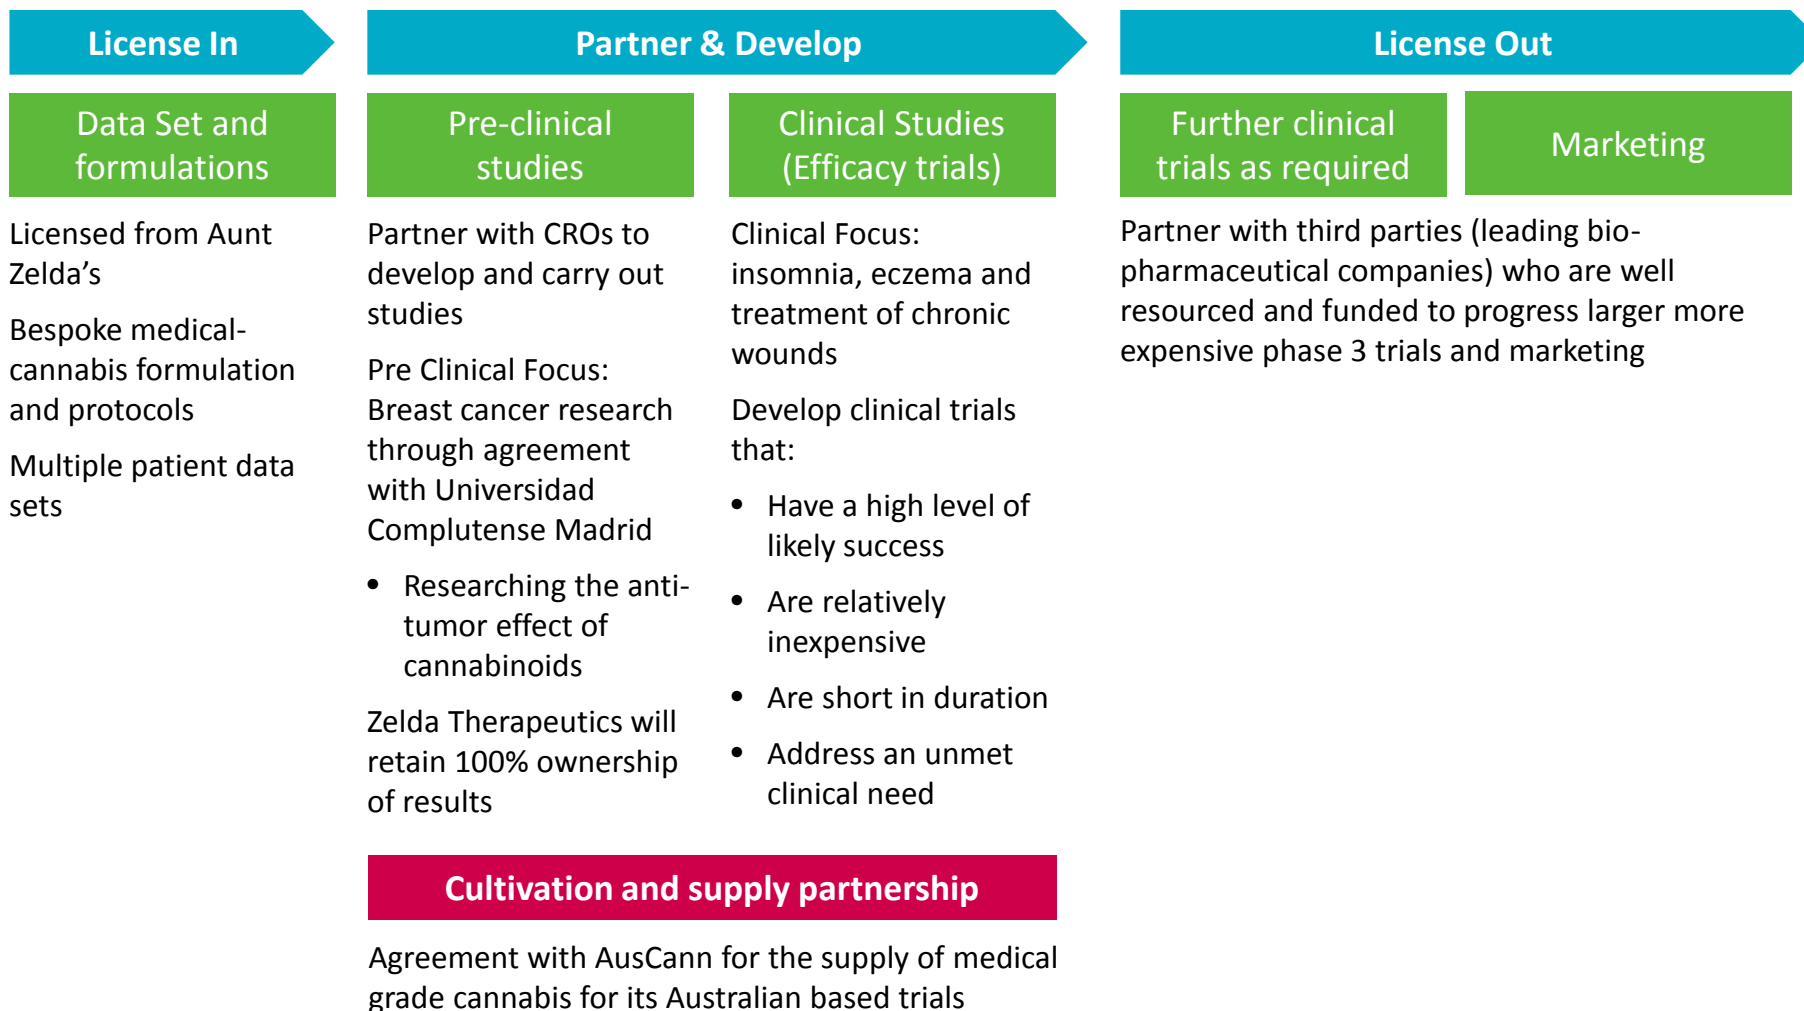 License In
Partner & Develop
License Out
Data Set and
formulations
Pre-clinical
studies
Clinical Studies
(Efficacy trials)
Further clinical
trials as required
Marketing
Licensed from Aunt
Zelda’s
Bespoke medical-
cannabis formulation
and protocols
Multiple patient data
sets
Partner with CROs to
develop and carry out
studies
Pre Clinical Focus:
Breast cancer research
through agreement
with Universidad
Complutense Madrid
• Researching the anti-
tumor effect of
cannabinoids
Zelda Therapeutics will
retain 100% ownership
of results
Clinical Focus:
insomnia, eczema and
treatment of chronic
wounds
Develop clinical trials
that:
• Have a high level of
likely success
• Are relatively
inexpensive
• Are short in duration
• Address an unmet
clinical need
Partner with third parties (leading bio-
pharmaceutical companies) who are well
resourced and funded to progress larger more
expensive phase 3 trials and marketing
Cultivation and supply partnership
Agreement with AusCann for the supply of medical
grade cannabis for its Australian based trials